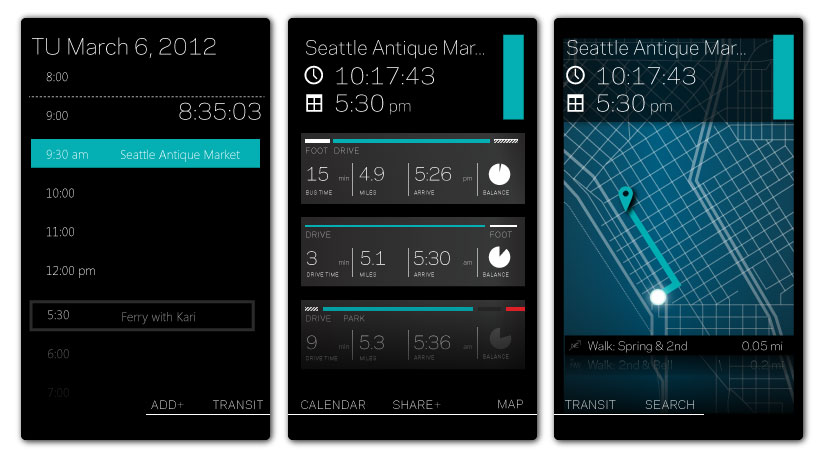 TU March 6, 2012
8:00
8:35:03
9:00
9:30 am Seattle Antique Market
10:00
11:00
12:00 pm
5:30 Ferry with Kari
6:00
7:00
ADD+ TRANSIT
Seattle Antique Mar...
10:17:43
5:30 pm
FOOT DRIVE
15 min 4.9 5:26 pm
BUS TIME MILES ARRIVE BALANCE
DRIVE FOOT
3 min 5.1 5:30 am
DRIVE TIME MILES ARRIVE BALANCE
DRIVE PARK
9 min 5.3 5:36 am
DRIVE TIME MILES ARRIVE BALANCE
CALENDAR SHARE+ MAP
Seattle Antique Mar...
10:17:43
5:30 pm
Walk: Spring & 2nd 0.05 mi
Walk: 2nd & Bell 0.2 mi
TRANSIT SEARCH